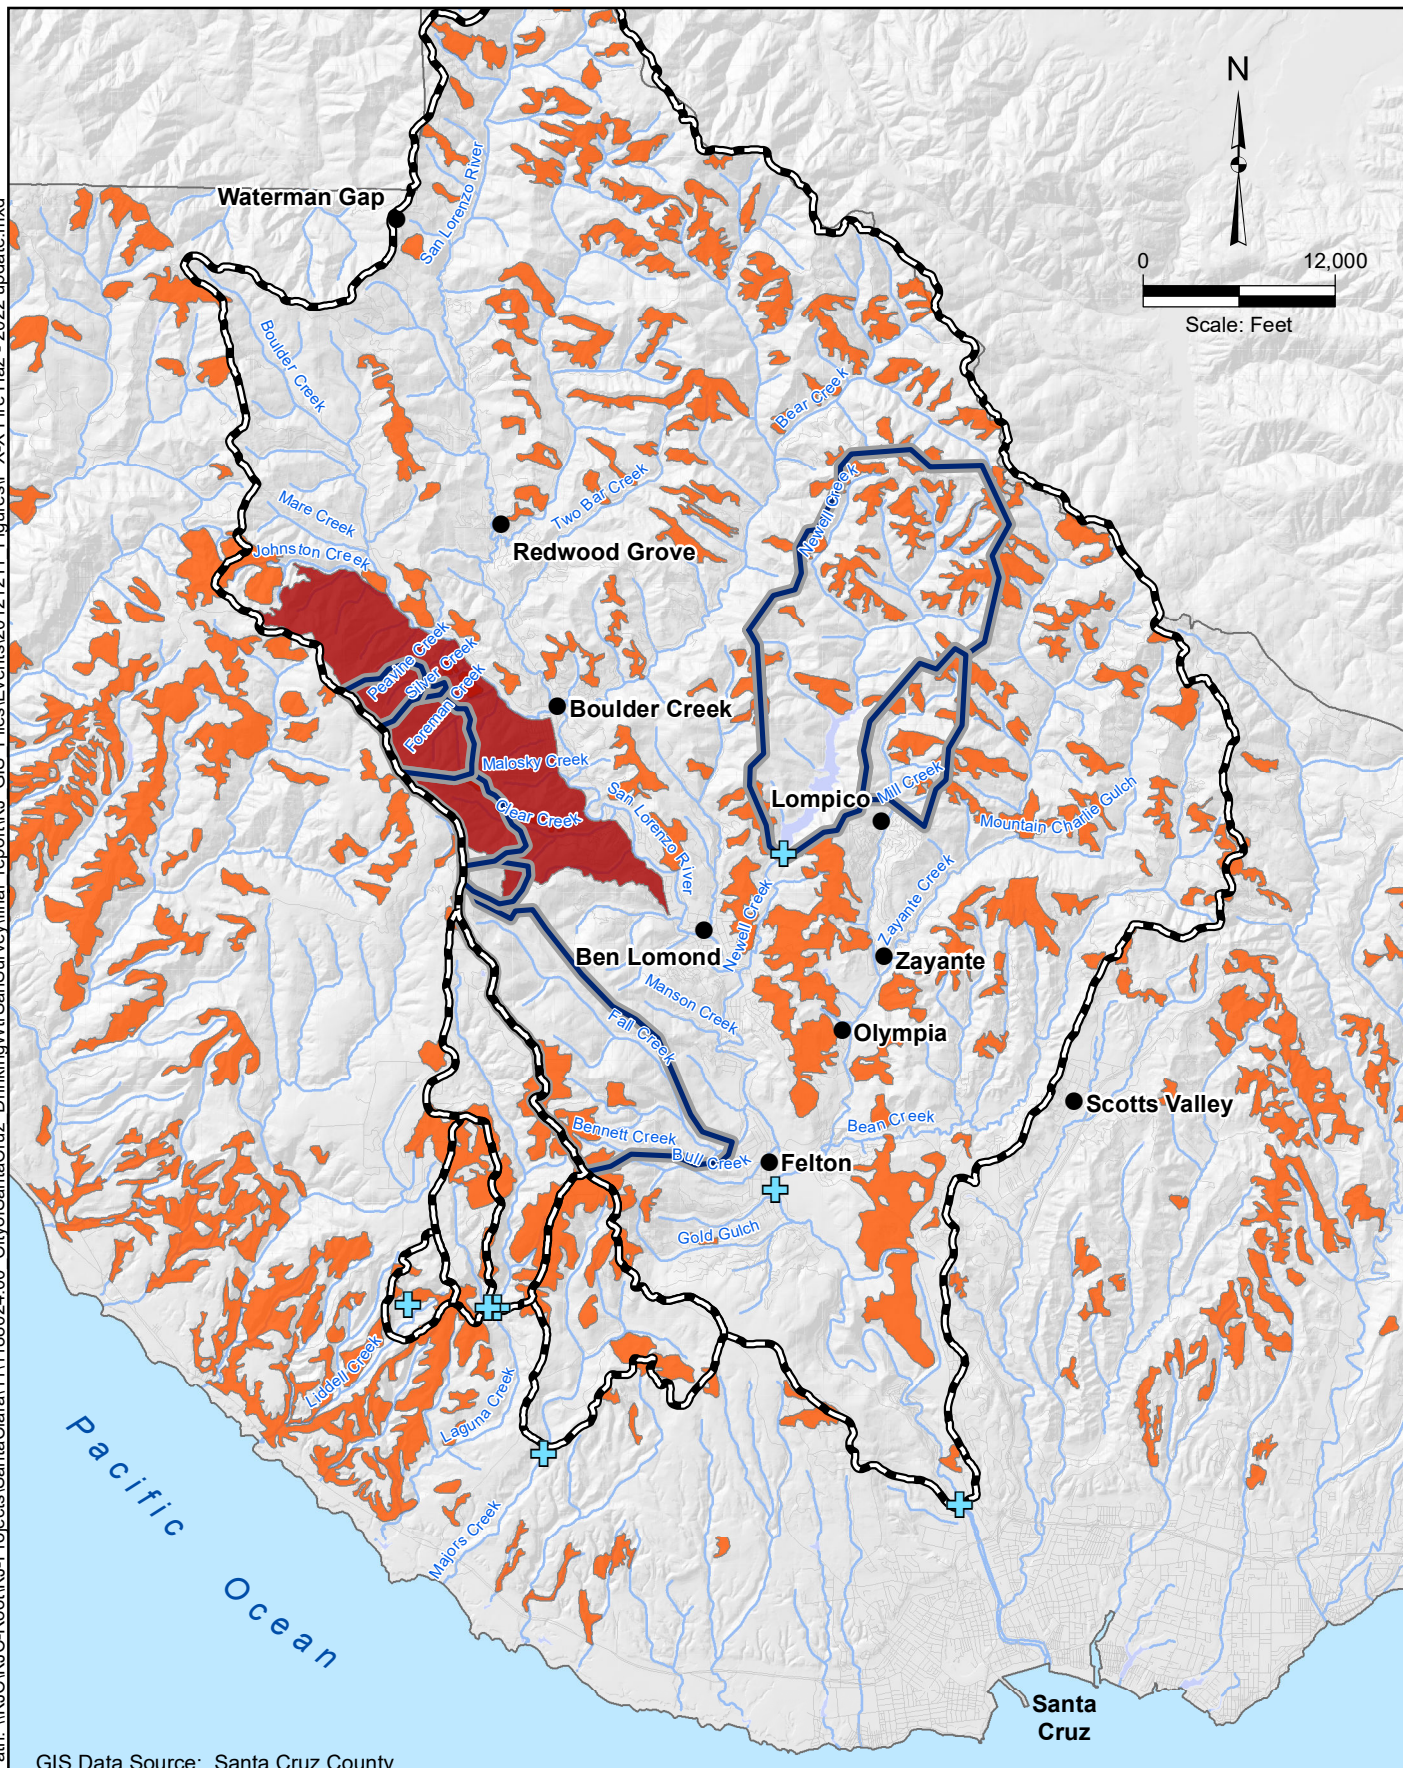 N
0 12,000
Scale: Feet
Waterman Gap
San Lorenzo River
Boulder Creek
Bear Creek
Newell Creek
Two Bar Creek
Mare Creek
Johnston Creek
Redwood Grove
Peavine Creek
Silver Creek
Foreman Creek
Boulder Creek
Malosky Creek
Clear Creek
San Lorenzo River
Lompico
Mill Creek
Mountain Charlie Gulch
Zayante Creek
Newell Creek
Ben Lomond
Zayante
Manson Creek
Fall Creek
Olympia
Scotts Valley
Bean Creek
Bennett Creek
Bull Creek
Felton
Gold Gulch
Liddell Creek
Laguna Creek
Majors Creek
Pacific
Ocean
Santa
Cruz
GIS Data Source: Santa Cruz County